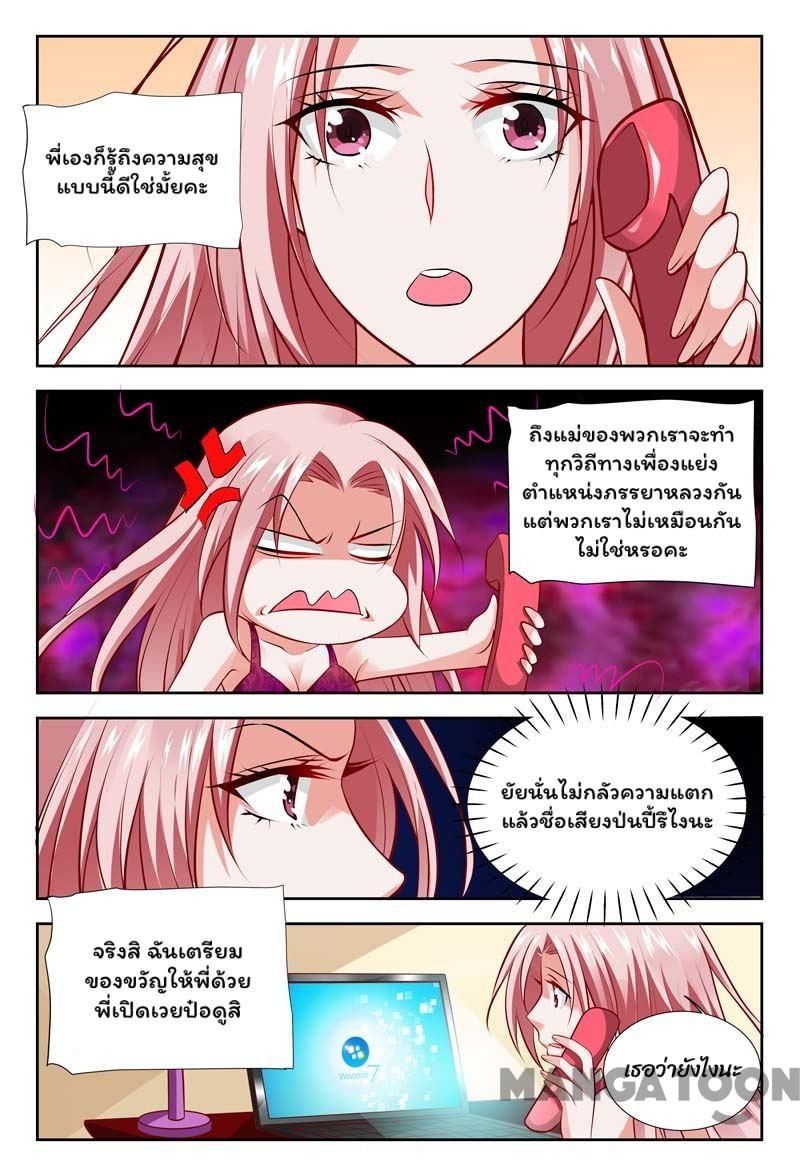 พี่เองก็รู้ถึงความสุข
แบบนี้ดีใช่มั้ยคะ
ถึงแม่ของพวกเราจะทำ
ทุกวิถีทางเพื่องแย่ง
ตำแหน่งภรรยาหลวงกัน
แต่พวกเราไม่เหมือนกัน
ไม่ใช่หรอคะ
ยัยนั่นไม่กลัวความแตก
แล้วชื่อเสียงป่นปี้รึไงนะ
จริงสิ ฉันเตรียม
ของขวัญให้พี่ด้วย
พี่เปิดเวยป๋อดูสิ
Windows 7
เธอว่ายังไงนะ
MANGATOON